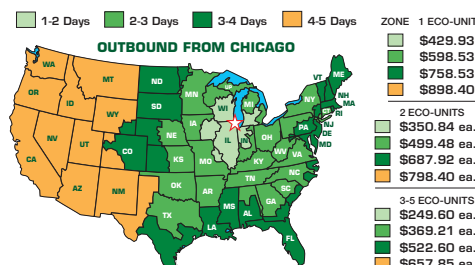 1-2 Days 2-3 Days 3-4 Days 4-5 Days
OUTBOUND FROM CHICAGO
ZONE 1 ECO-UNIT
$429.93
$598.53
$758.53
$898.40
2 ECO-UNITS
$350.84 ea.
$499.48 ea.
$687.92 ea.
$798.40 ea.
3-5 ECO-UNITS
$249.60 ea.
$369.21 ea.
$522.60 ea.
$657.85 ea.
WA
OR
CA
NV
ID
MT
WY
UT
AZ
NM
CO
ND
SD
NE
KS
OK
TX
MN
IA
MO
AR
LA
WI
IL
UP
MI
IN
OH
KY
TN
MS
AL
GA
FL
SC
NC
VA
WV
PA
NY
VT
ME
NH
MA
RI
CT
NJ
DE
MD